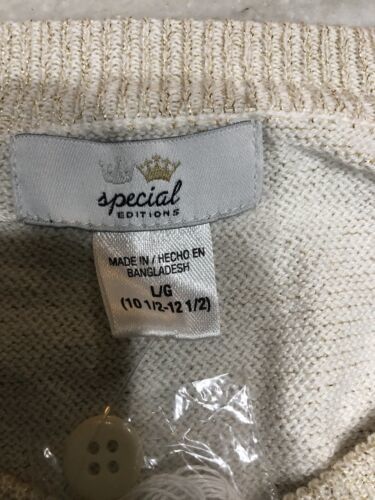 special
EDITIONS
MADE IN / HECHO EN
BANGLADESH
L/G
(10 1/2-12 1/2)